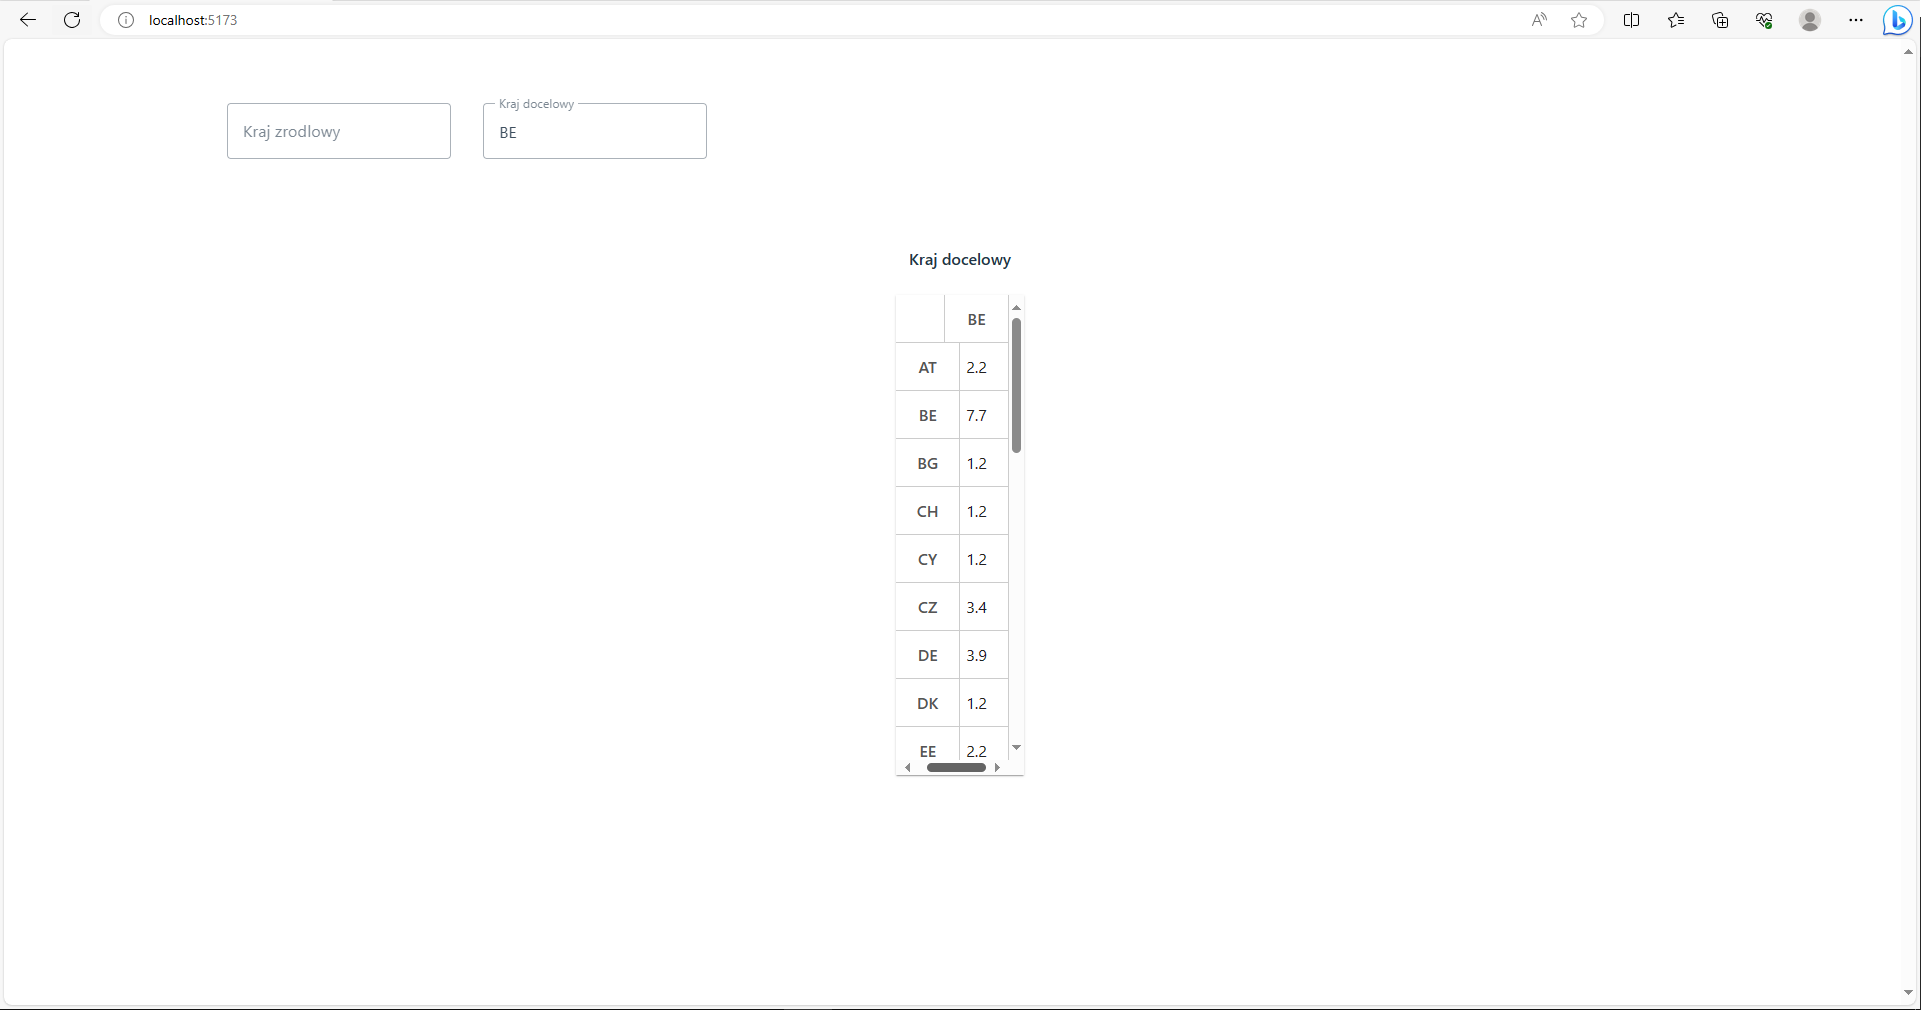 localhost:5173
Kraj zrodlowy
Kraj docelowy
BE
Kraj docelowy
BE
AT 2.2
BE 7.7
BG 1.2
CH 1.2
CY 1.2
CZ 3.4
DE 3.9
DK 1.2
EE 2.2